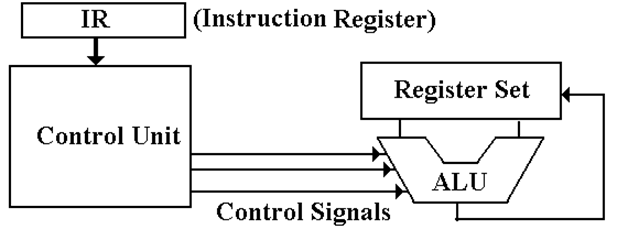 IR (Instruction Register)
Register Set
Control Unit
ALU
Control Signals